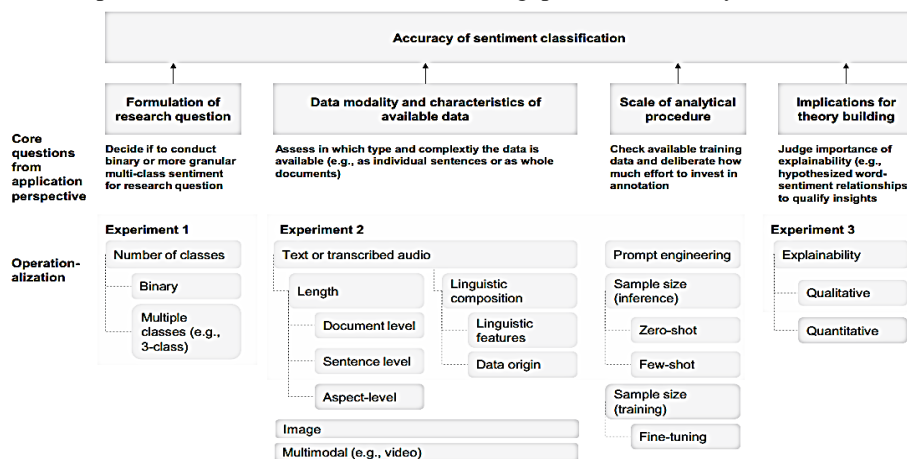 Accuracy of sentiment classification
Formulation of
research question
Data modality and characteristics of
available data
Scale of analytical
procedure
Implications for
theory building
Core
questions
from
application
perspective
Decide if to conduct
binary or more granular
multi-class sentiment
for research question
Assess in which type and complextiy the data is
available (e.g., as individual sentences or as whole
documents)
Check available training
data and deliberate how
much effort to invest in
annotation
Judge importance of
explainability (e.g.,
hypothesized word-
sentiment relationships
to qualify insights
Operation-
alization
Experiment 1
Number of classes
Binary
Multiple
classes (e.g.,
3-class)
Experiment 2
Text or transcribed audio
Length
Document level
Sentence level
Aspect-level
Linguistic
composition
Linguistic
features
Data origin
Image
Multimodal (e.g., video)
Prompt engineering
Sample size
(inference)
Zero-shot
Few-shot
Sample size
(training)
Fine-tuning
Experiment 3
Explainability
Qualitative
Quantitative